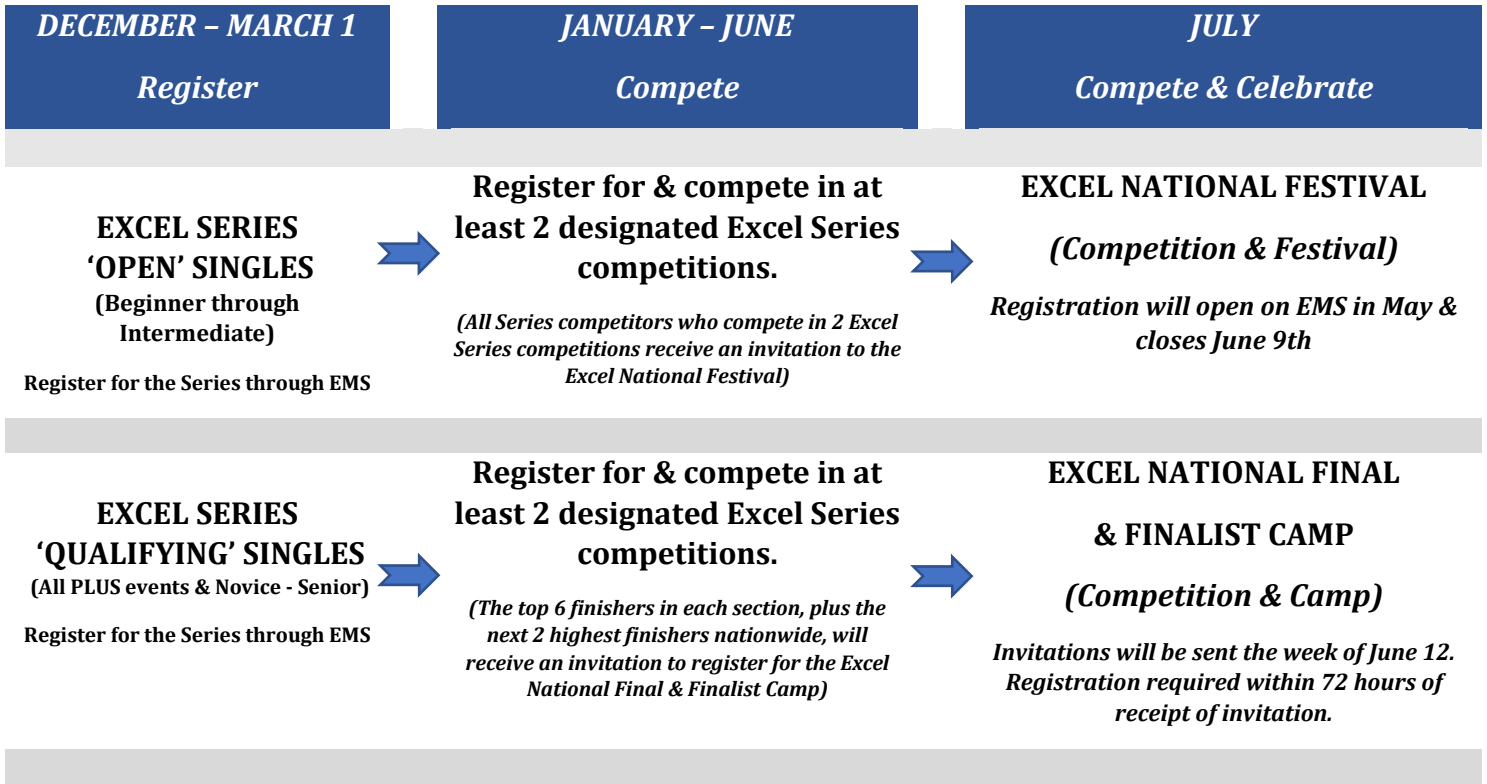 DECEMBER – MARCH 1
Register
JANUARY – JUNE
Compete
JULY
Compete & Celebrate
EXCEL SERIES
‘OPEN’ SINGLES
(Beginner through
Intermediate)
Register for the Series through EMS
Register for & compete in at
least 2 designated Excel Series
competitions.
(All Series competitors who compete in 2 Excel
Series competitions receive an invitation to the
Excel National Festival)
EXCEL NATIONAL FESTIVAL
(Competition & Festival)
Registration will open on EMS in May &
closes June 9th
EXCEL SERIES
‘QUALIFYING’ SINGLES
(All PLUS events & Novice - Senior)
Register for the Series through EMS
Register for & compete in at
least 2 designated Excel Series
competitions.
(The top 6 finishers in each section, plus the
next 2 highest finishers nationwide, will
receive an invitation to register for the Excel
National Final & Finalist Camp)
EXCEL NATIONAL FINAL
& FINALIST CAMP
(Competition & Camp)
Invitations will be sent the week of June 12.
Registration required within 72 hours of
receipt of invitation.